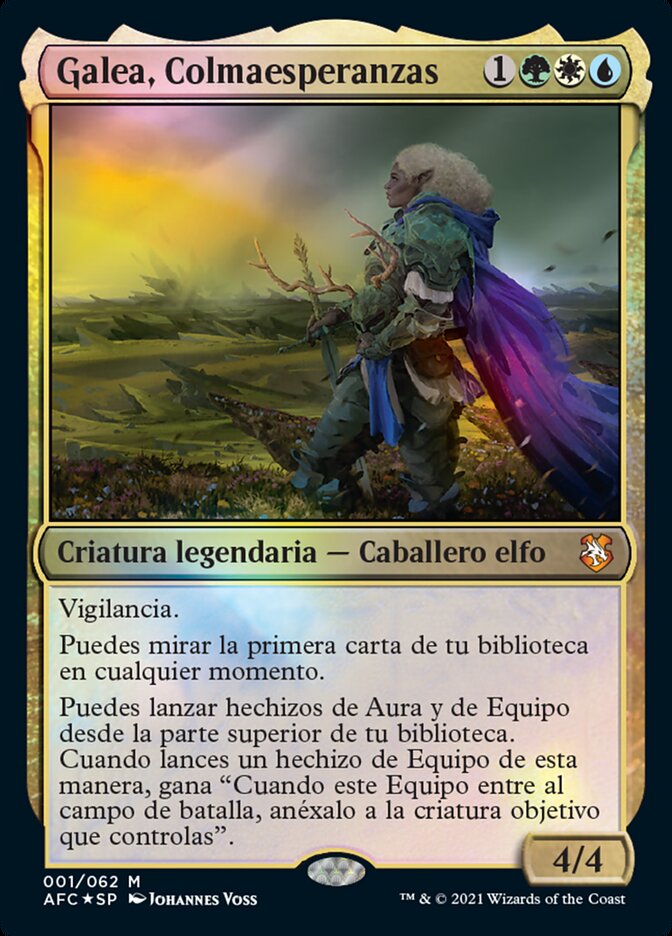 Galea, Colmaesperanzas 1
Criatura legendaria — Caballero elfo
Vigilancia.
Puedes mirar la primera carta de tu biblioteca
en cualquier momento.
Puedes lanzar hechizos de Aura y de Equipo
desde la parte superior de tu biblioteca.
Cuando lances un hechizo de Equipo de esta
manera, gana “Cuando este Equipo entre al
campo de batalla, anéxalo a la criatura objetivo
que controlas”.
4/4
001/062 M
AFC★SP Johannes Voss
™ & © 2021 Wizards of the Coast